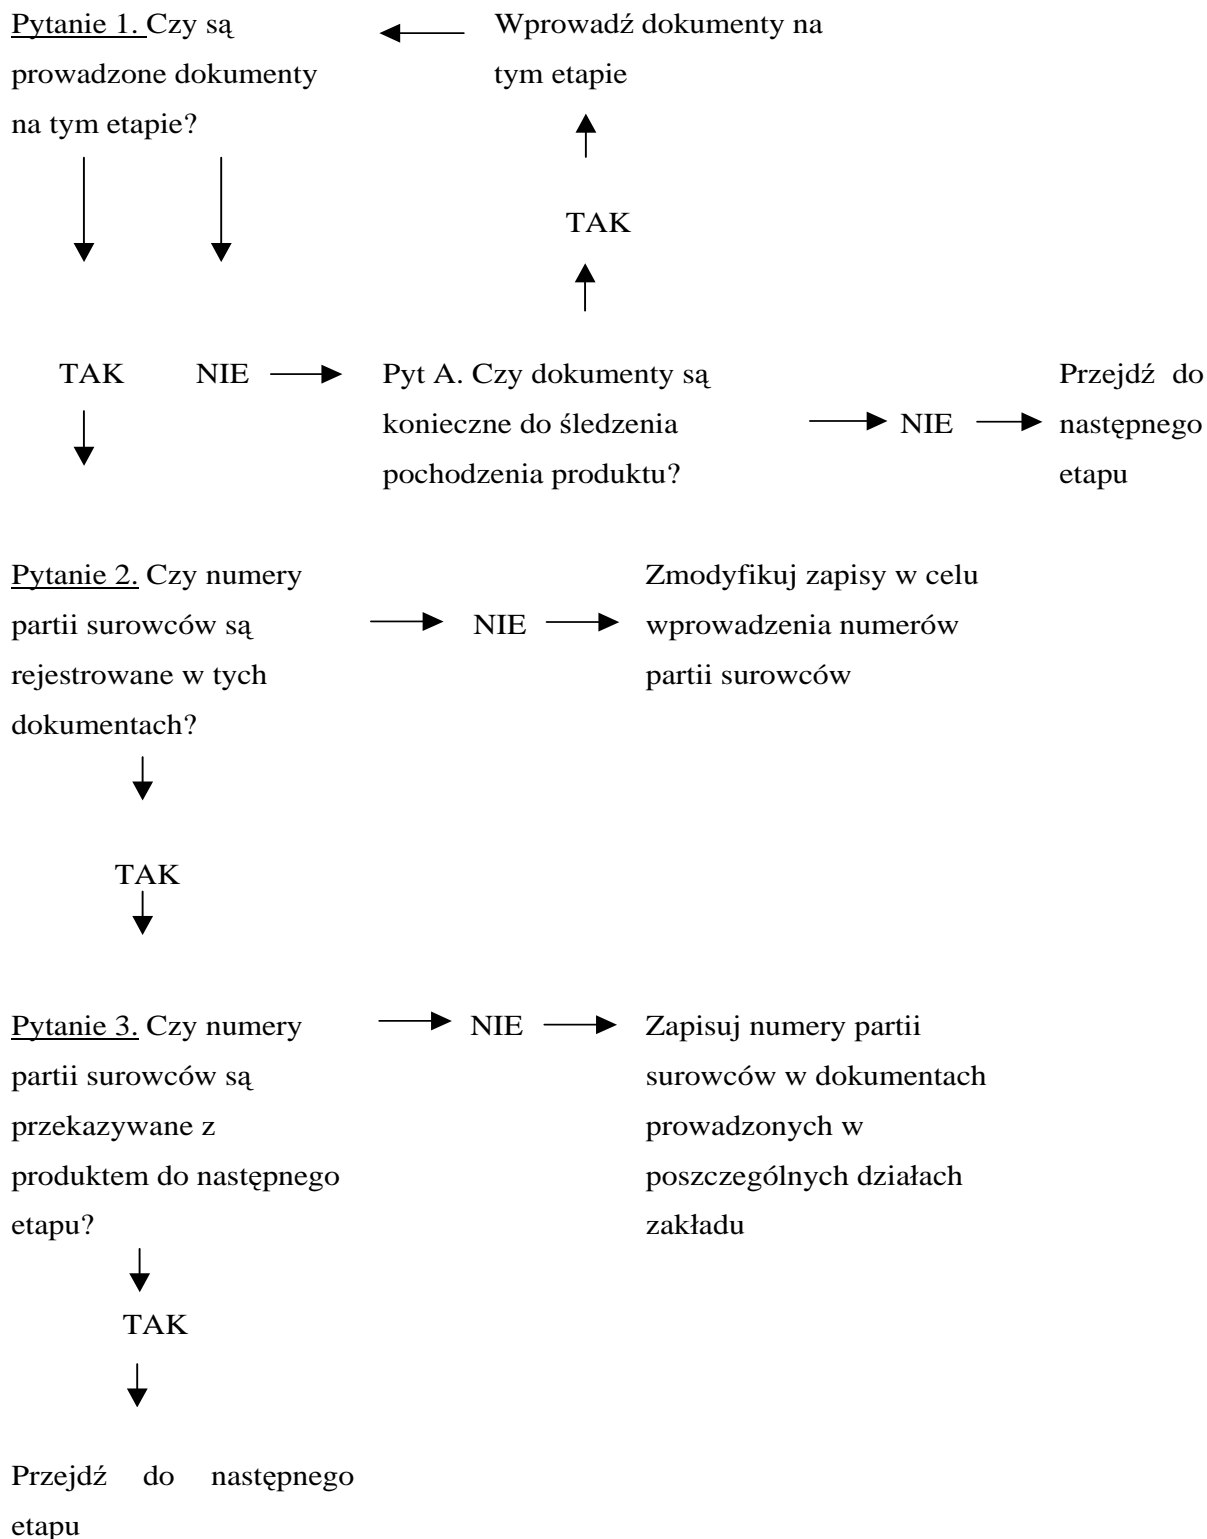 Pytanie 1. Czy są
prowadzone dokumenty
na tym etapie?
Wprowadź dokumenty na
tym etapie
TAK
TAK
NIE
Pyt A. Czy dokumenty są
konieczne do śledzenia
pochodzenia produktu?
NIE
Przejdź do
następnego
etapu
Pytanie 2. Czy numery
partii surowców są
rejestrowane w tych
dokumentach?
NIE
Zmodyfikuj zapisy w celu
wprowadzenia numerów
partii surowców
TAK
Pytanie 3. Czy numery
partii surowców są
przekazywane z
produktem do następnego
etapu?
NIE
Zapisuj numery partii
surowców w dokumentach
prowadzonych w
poszczególnych działach
zakładu
TAK
Przejdź do następnego
etapu